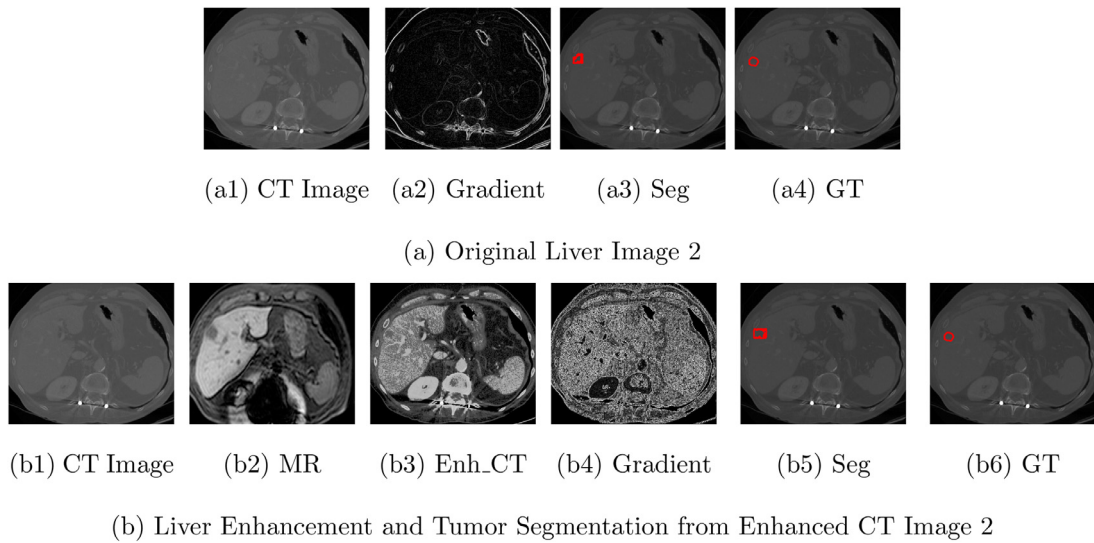 (a1) CT Image (a2) Gradient (a3) Seg (a4) GT
(a) Original Liver Image 2
(b1) CT Image (b2) MR (b3) Enh_CT (b4) Gradient (b5) Seg (b6) GT
(b) Liver Enhancement and Tumor Segmentation from Enhanced CT Image 2